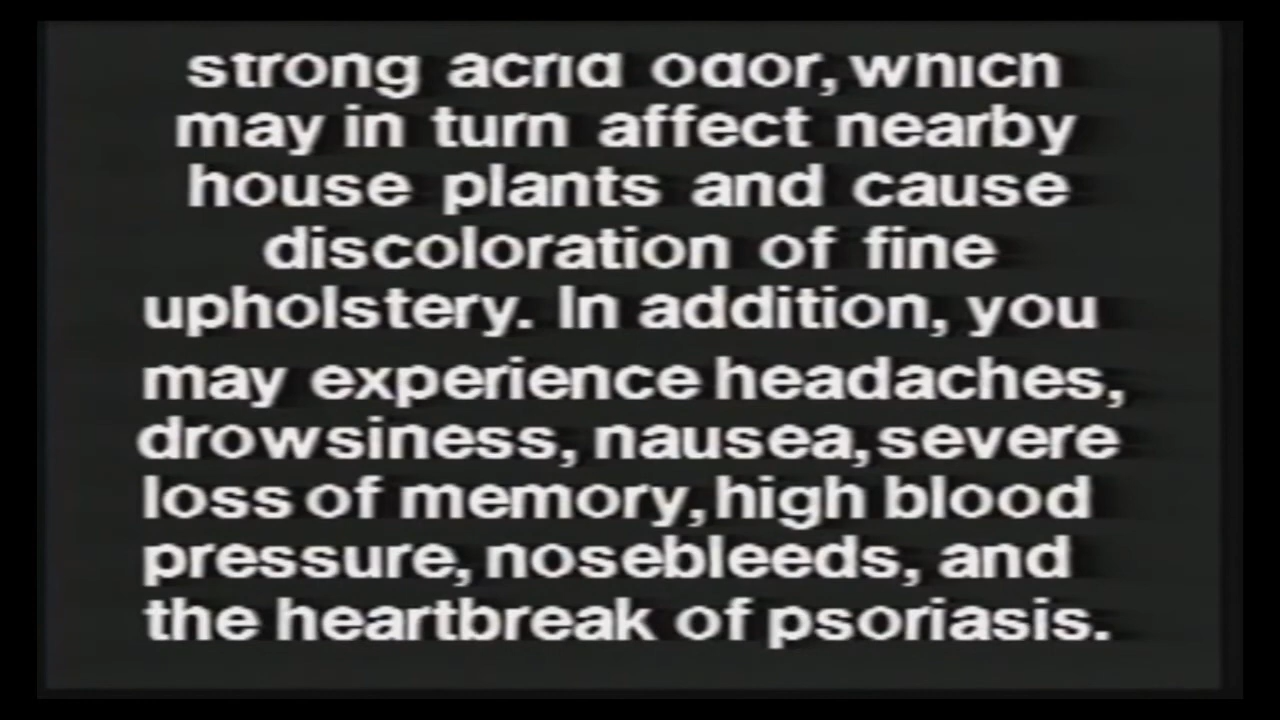 strong acrid odor, which
may in turn affect nearby
house plants and cause
discoloration of fine
upholstery. In addition, you
may experience headaches,
drowsiness, nausea, severe
loss of memory, high blood
pressure, nosebleeds, and
the heartbreak of psoriasis.